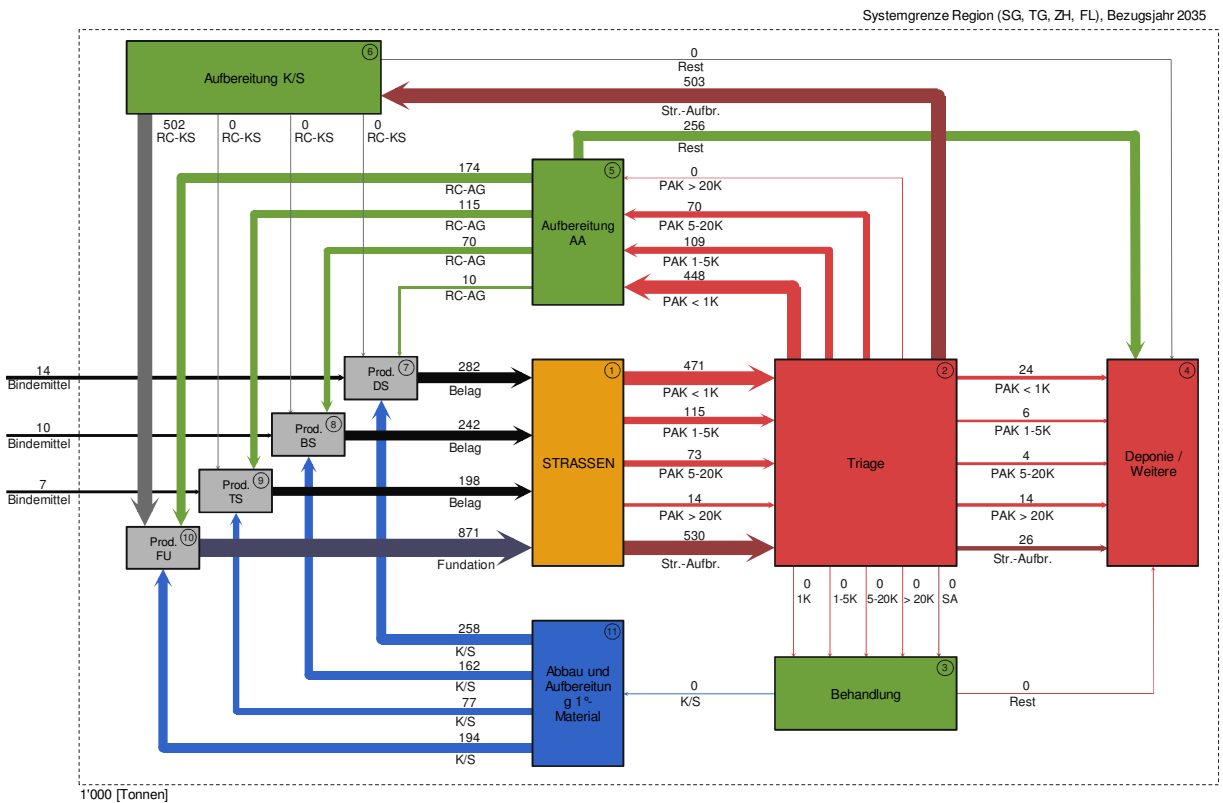 Systemgrenze Region (SG, TG, ZH, FL), Bezugsjahr 2035
6
Aufbereitung K/S
0
Rest
503
Str.-Aufbr.
256
Rest
502
RC-KS
0
RC-KS
0
RC-KS
0
RC-KS
174
RC-AG
115
RC-AG
70
RC-AG
10
RC-AG
5
Aufbereitung
AA
0
PAK > 20K
70
PAK 5-20K
109
PAK 1-5K
448
PAK < 1K
14
Bindemittel
10
Bindemittel
7
Bindemittel
7
Prod.
DS
8
Prod.
BS
9
Prod.
TS
10
Prod.
FU
282
Belag
242
Belag
198
Belag
871
Fundation
1
STRASSEN
471
PAK < 1K
115
PAK 1-5K
73
PAK 5-20K
14
PAK > 20K
530
Str.-Aufbr.
2
Triage
24
PAK < 1K
6
PAK 1-5K
4
PAK 5-20K
14
PAK > 20K
26
Str.-Aufbr.
4
Deponie /
Weitere
0
1K
0
1-5K
0
5-20K
0
> 20K
0
SA
258
K/S
162
K/S
77
K/S
194
K/S
11
Abbau und
Aufbereitun
g 1°-
Material
0
K/S
3
Behandlung
0
Rest
1'000 [Tonnen]